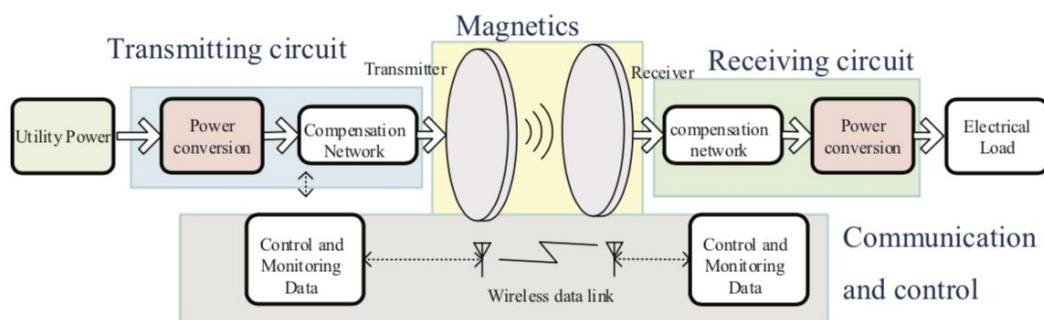 Magnetics
Transmitting circuit
Receiving circuit
Transmitter
Receiver
Utility Power
Power
conversion
Compensation
Network
compensation
network
Power
conversion
Electrical
Load
Control and
Monitoring
Data
Wireless data link
Control and
Monitoring
Data
Communication
and control